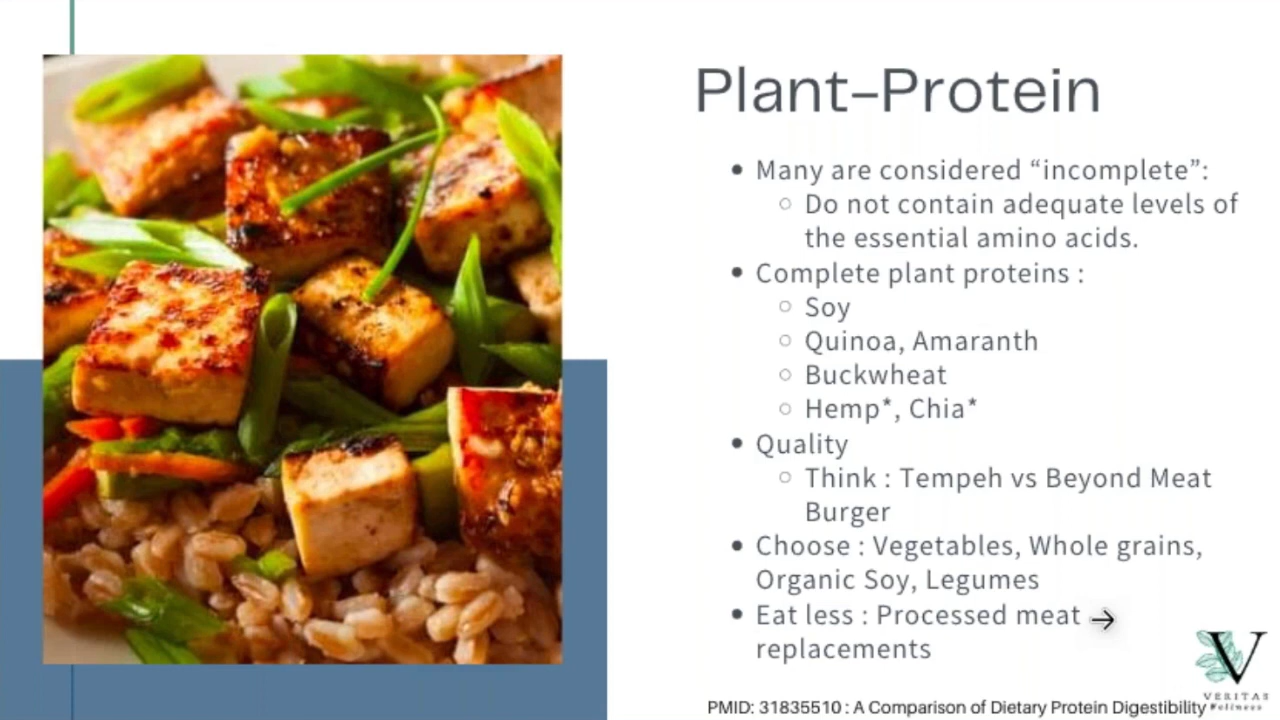 Plant-Protein
• Many are considered “incomplete”:
○ Do not contain adequate levels of
the essential amino acids.
• Complete plant proteins :
○ Soy
○ Quinoa, Amaranth
○ Buckwheat
○ Hemp*, Chia*
• Quality
○ Think : Tempeh vs Beyond Meat
Burger
• Choose : Vegetables, Whole grains,
Organic Soy, Legumes
• Eat less : Processed meat →
replacements
V
VERITAS
Wellness
PMID: 31835510 : A Comparison of Dietary Protein Digestibility